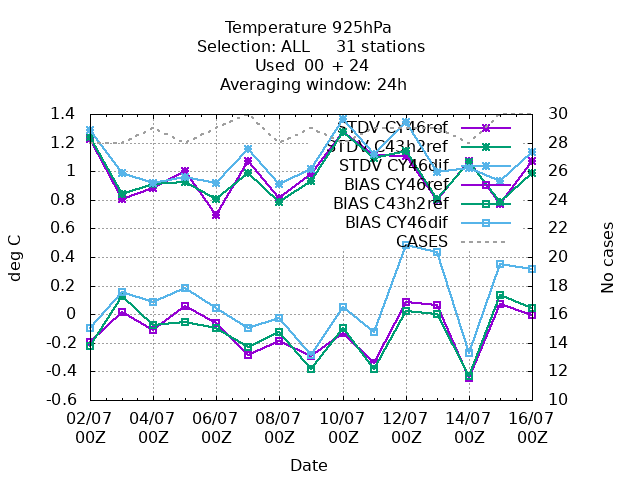 Temperature 925hPa
Selection: ALL 31 stations
Used 00 + 24
Averaging window: 24h
1.4
1.2
1
0.8
0.6
0.4
0.2
0
-0.2
-0.4
-0.6
deg C
30
28
26
24
22
20
18
16
14
12
10
No cases
STDV CY46ref
STDV C43h2ref
STDV CY46dif
BIAS CY46ref
BIAS C43h2ref
BIAS CY46dif
CASES
02/07 04/07 06/07 08/07 10/07 12/07 14/07 16/07
00Z 00Z 00Z 00Z 00Z 00Z 00Z 00Z
Date